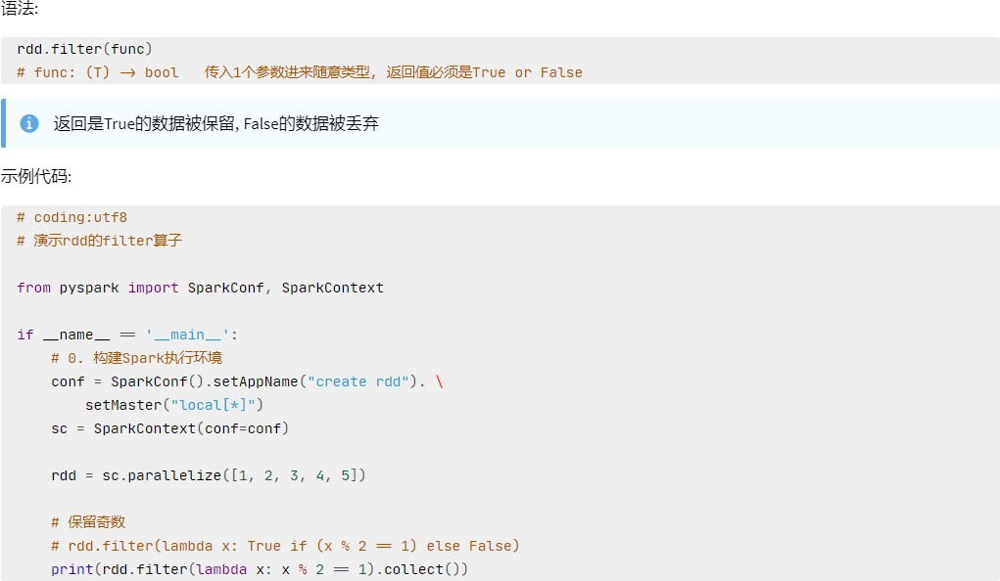 语法:
rdd.filter(func)
# func: (T) -> bool   传入1个参数进来随意类型, 返回值必须是True or False
返回是True的数据被保留, False的数据被丢弃
示例代码:
# coding:utf8
# 演示rdd的filter算子
from pyspark import SparkConf, SparkContext
if __name__ == '__main__':
    # 0. 构建Spark执行环境
    conf = SparkConf().setAppName("create rdd"). \
        setMaster("local[*]")
    sc = SparkContext(conf=conf)
    rdd = sc.parallelize([1, 2, 3, 4, 5])
    # 保留奇数
    # rdd.filter(lambda x: True if (x % 2 == 1) else False)
    print(rdd.filter(lambda x: x % 2 == 1).collect())